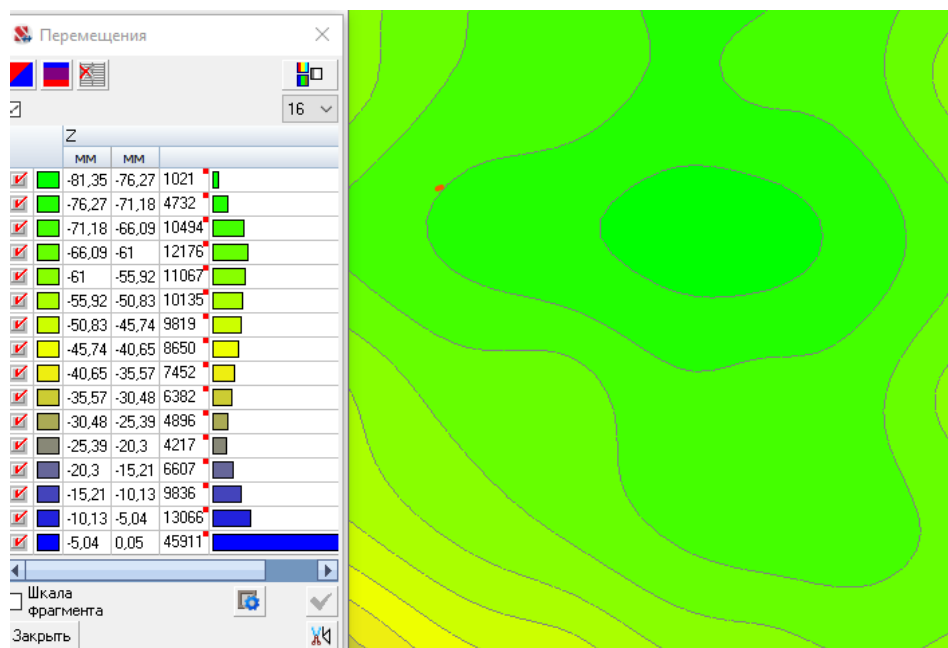 Перемещения
16
Z
мм мм
-81,35 -76,27 1021
-76,27 -71,18 4732
-71,18 -66,09 10494
-66,09 -61 12176
-61 -55,92 11067
-55,92 -50,83 10135
-50,83 -45,74 9819
-45,74 -40,65 8650
-40,65 -35,57 7452
-35,57 -30,48 6382
-30,48 -25,39 4896
-25,39 -20,3 4217
-20,3 -15,21 6607
-15,21 -10,13 9836
-10,13 -5,04 13066
-5,04 0,05 45911
Шкала
фрагмента
Закрыть